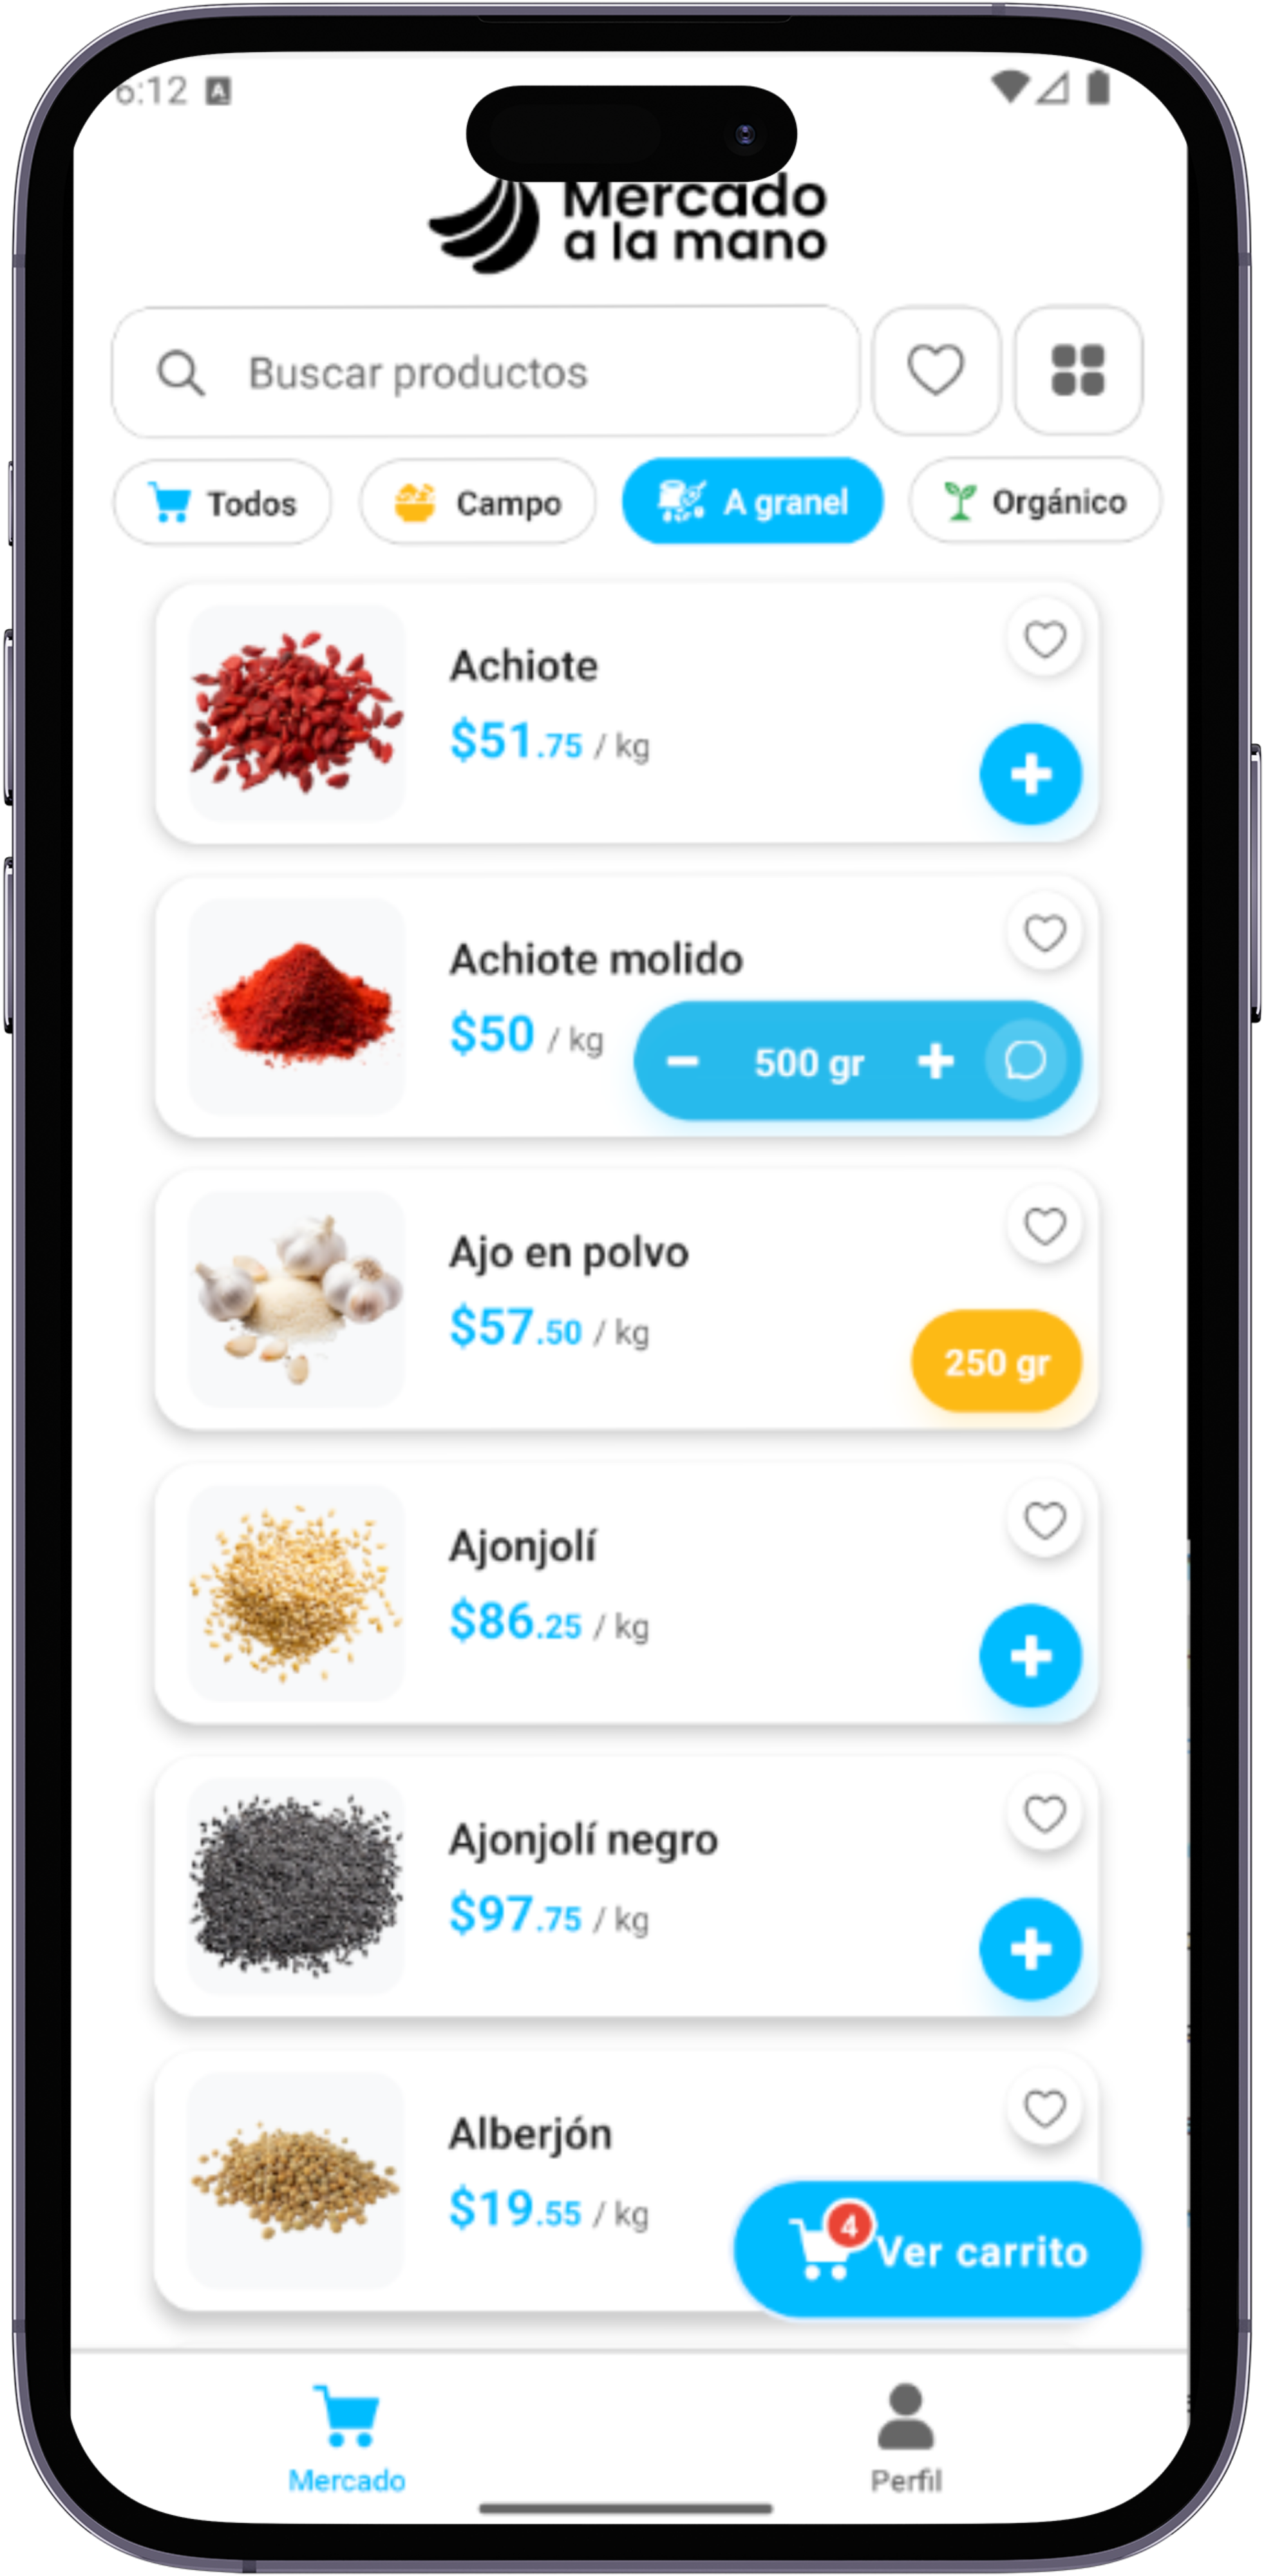 6:12 A
Mercado
a la mano
Buscar productos
Todos Campo A granel Orgánico
Achiote
$51.75 / kg
Achiote molido
$50 / kg
500 gr
Ajo en polvo
$57.50 / kg
250 gr
Ajonjolí
$86.25 / kg
Ajonjolí negro
$97.75 / kg
Alberjón
$19.55 / kg
4 Ver carrito
Mercado Perfil